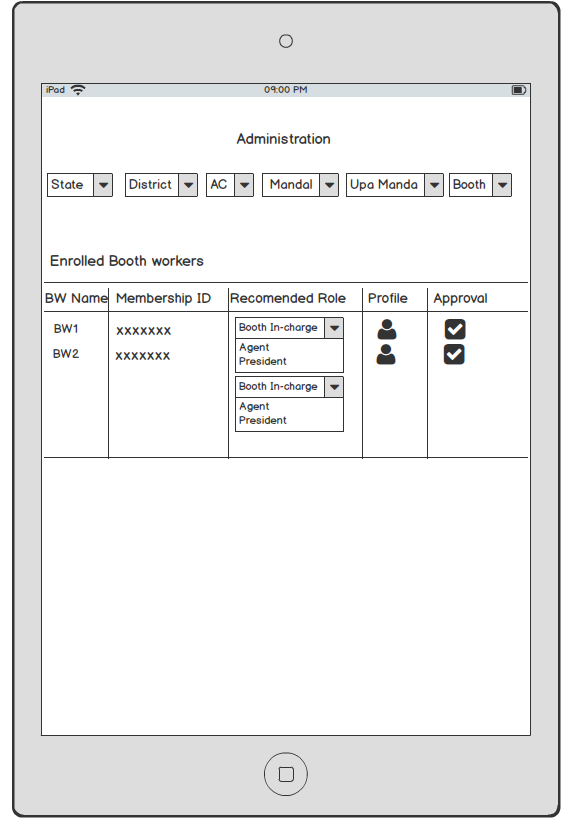 iPad 09:00 PM
Administration
State District AC Mandal Upa Manda Booth
Enrolled Booth workers
BW Name Membership ID Recomended Role Profile Approval
BW1 xxxxxxx Booth In-charge
Agent
President
BW2 xxxxxxx
Booth In-charge
Agent
President